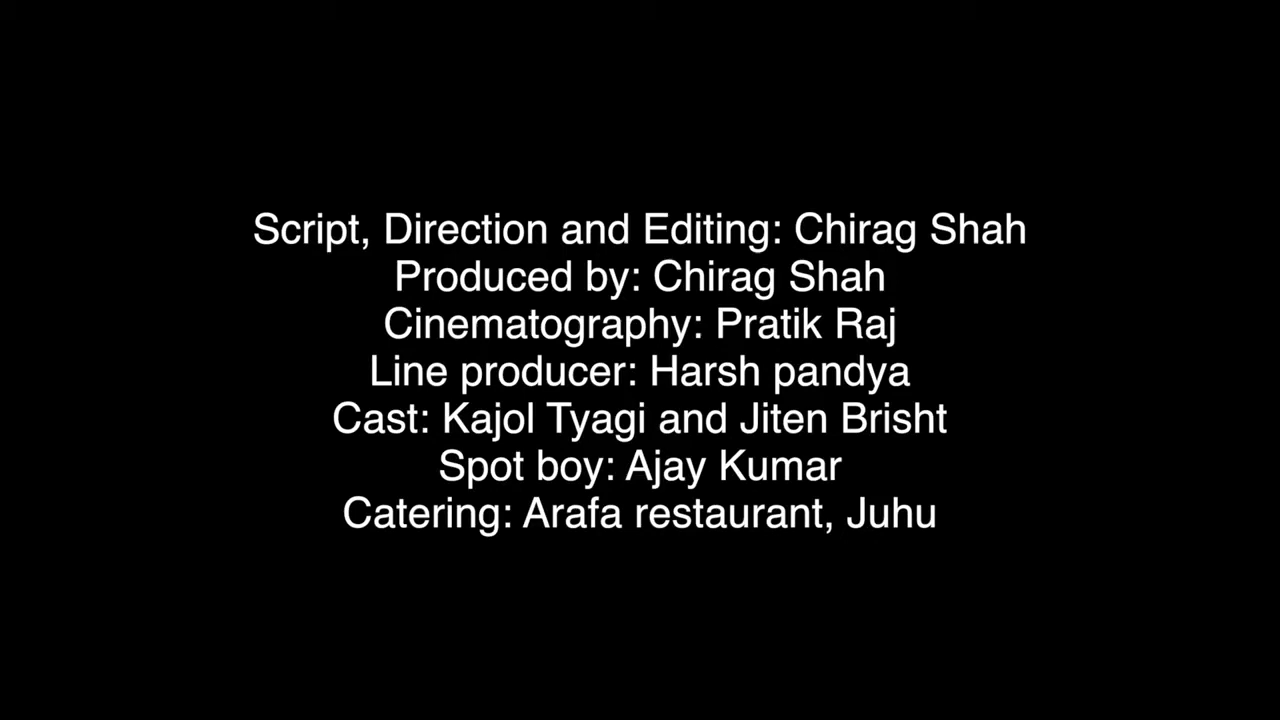 Script, Direction and Editing: Chirag Shah
Produced by: Chirag Shah
Cinematography: Pratik Raj
Line producer: Harsh pandya
Cast: Kajol Tyagi and Jiten Brisht
Spot boy: Ajay Kumar
Catering: Arafa restaurant, Juhu